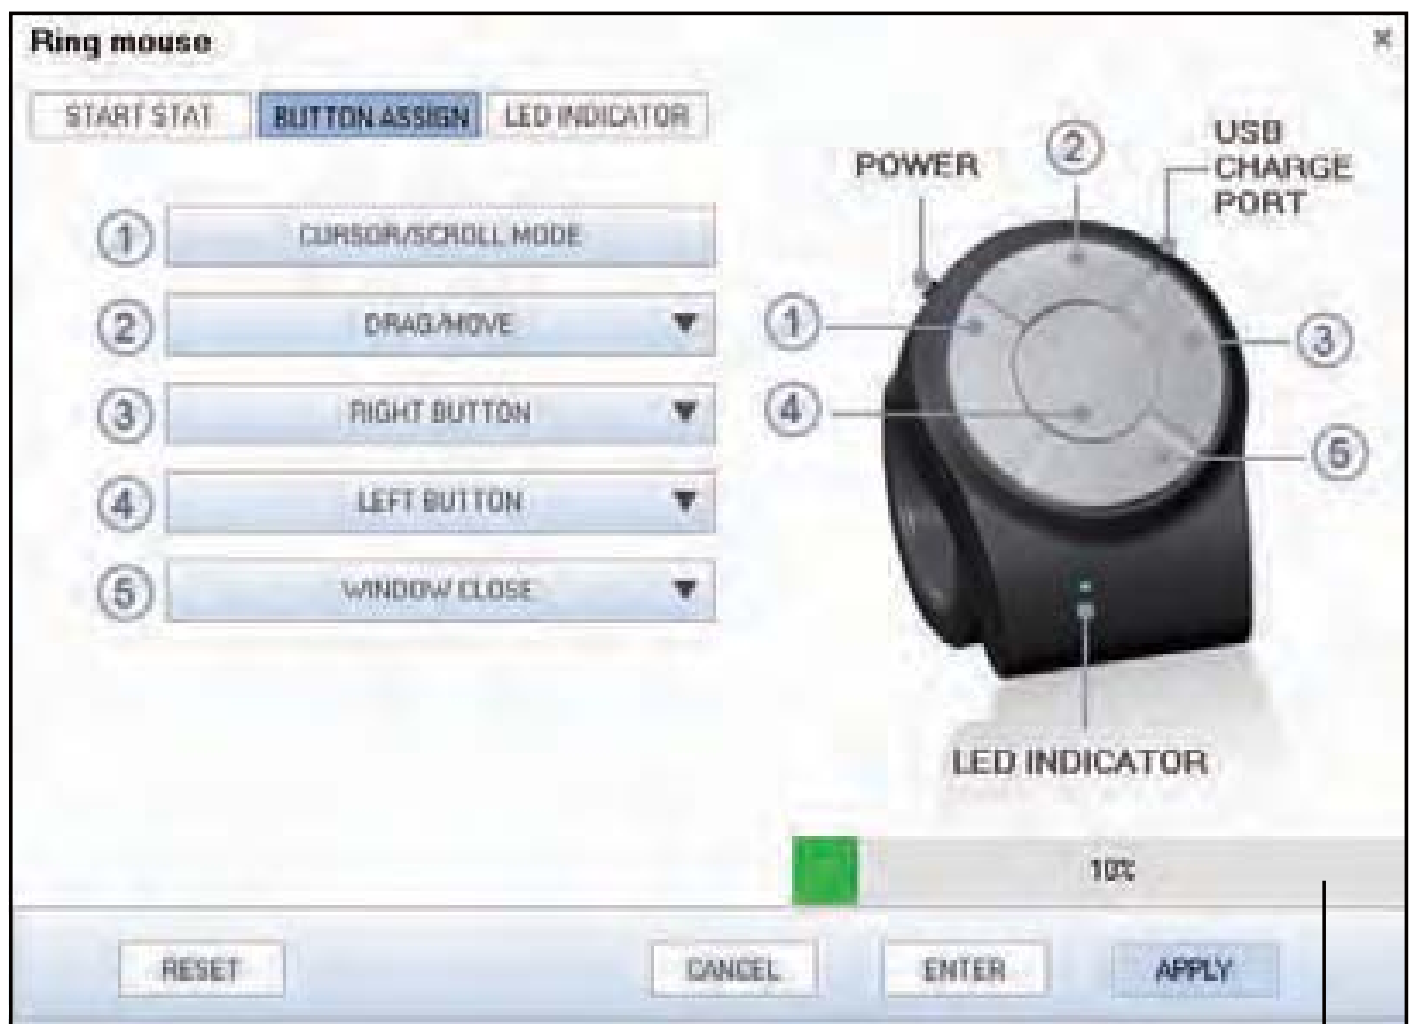 Ring mouse
×
START STAT
BUTTON ASSIGN
LED INDICATOR
1
CURSOR/SCROLL MODE
2
DRAG/MOVE
3
RIGHT BUTTON
4
LEFT BUTTON
5
WINDOW CLOSE
POWER
2
USB
CHARGE
PORT
1
3
4
5
LED INDICATOR
10%
RESET
CANCEL
ENTER
APPLY